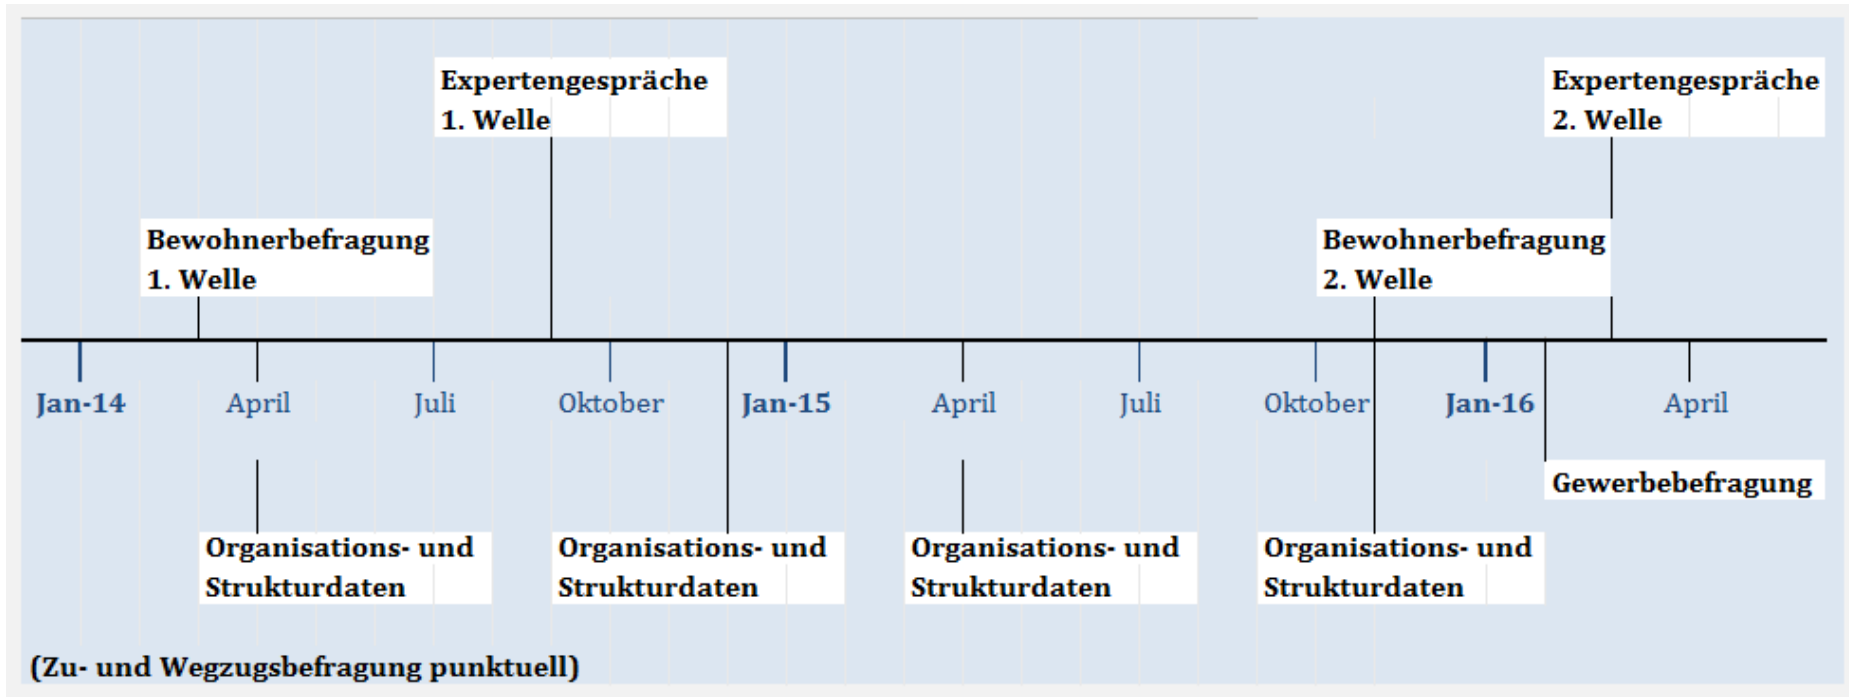 Expertengespräche
1. Welle
Expertengespräche
2. Welle
Bewohnerbefragung
1. Welle
Bewohnerbefragung
2. Welle
Jan-14 April Juli Oktober Jan-15 April Juli Oktober Jan-16 April
Gewerbebefragung
Organisations- und
Strukturdaten
Organisations- und
Strukturdaten
Organisations- und
Strukturdaten
Organisations- und
Strukturdaten
(Zu- und Wegzugsbefragung punktuell)